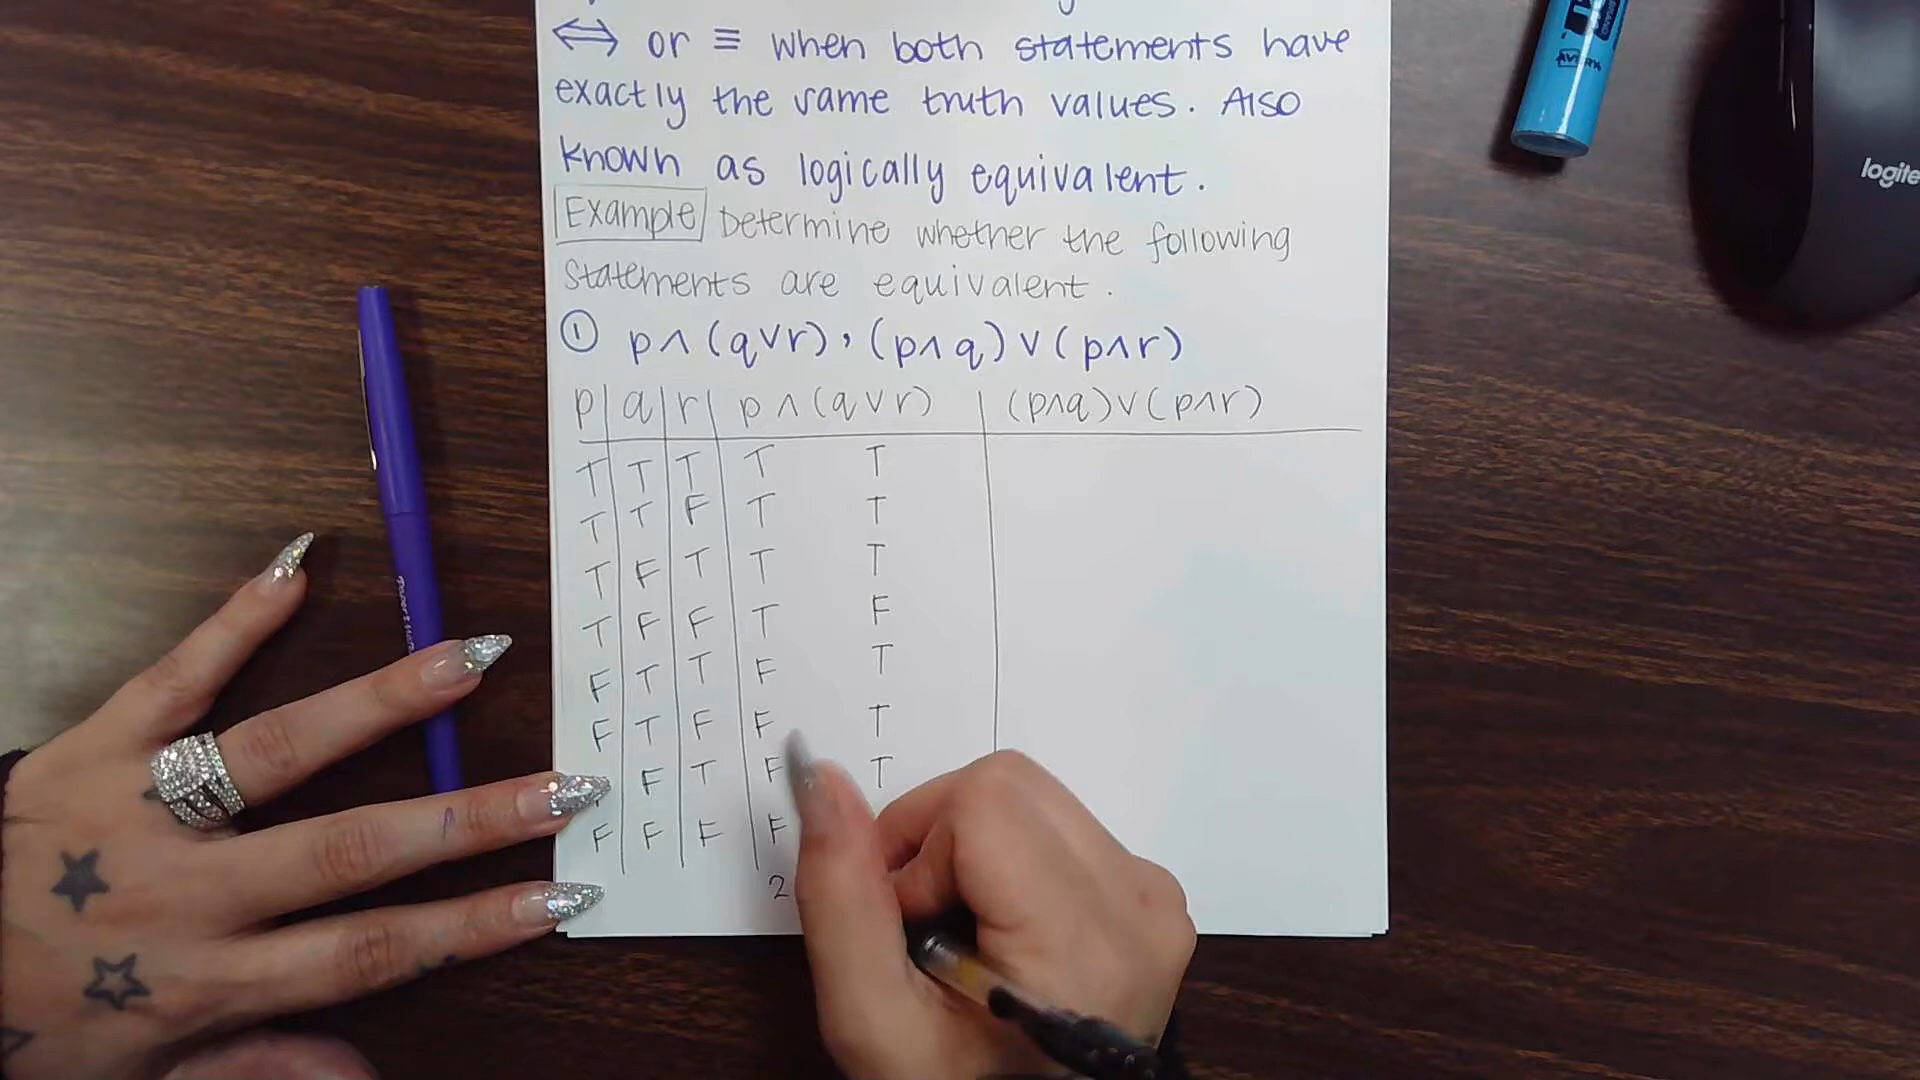 ⟺ or ≡ when both statements have
exactly the same truth values. Also
known as logically equivalent.
Example Determine whether the following
statements are equivalent.
① p∧(q∨r), (p∧q)∨(p∧r)
p q r p∧(q∨r) (p∧q)∨(p∧r)
T T T T T
T T F T T
T F T T T
T F F T F
F T T F T
F T F F T
F T F T
F F F F
2
AVERY
logite